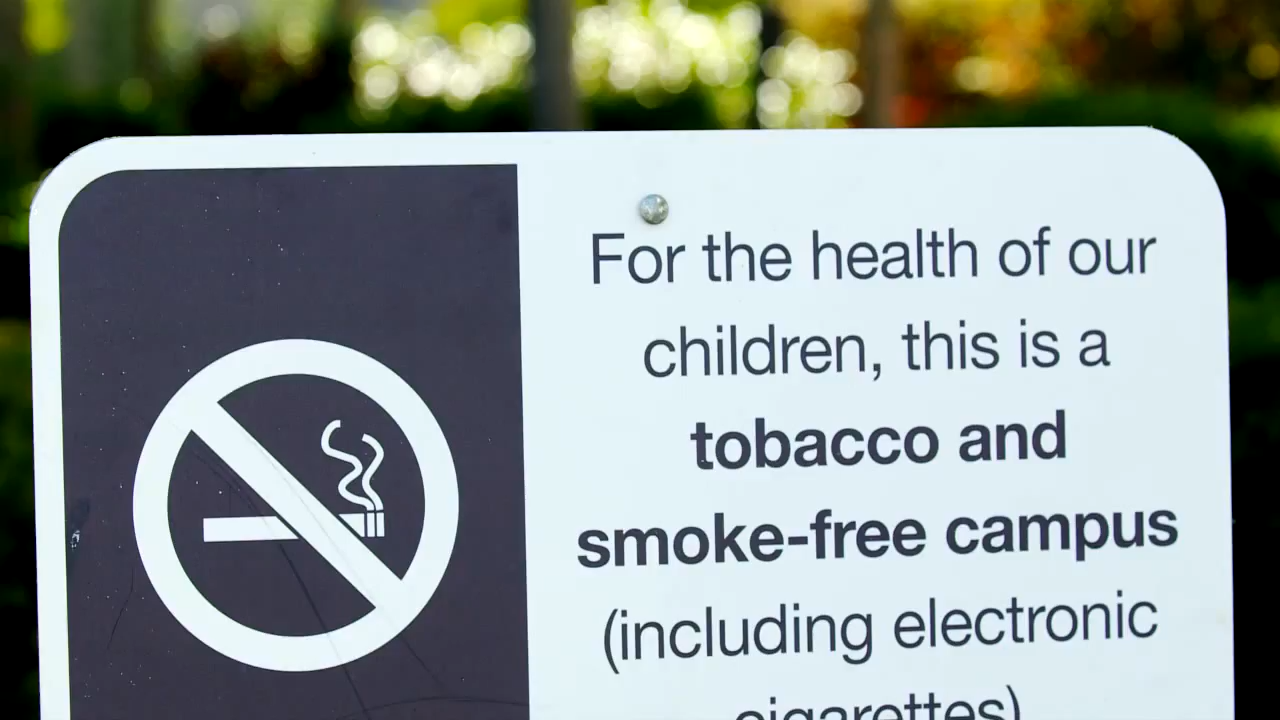 For the health of our
children, this is a
tobacco and
smoke-free campus
(including electronic
cigarettes)